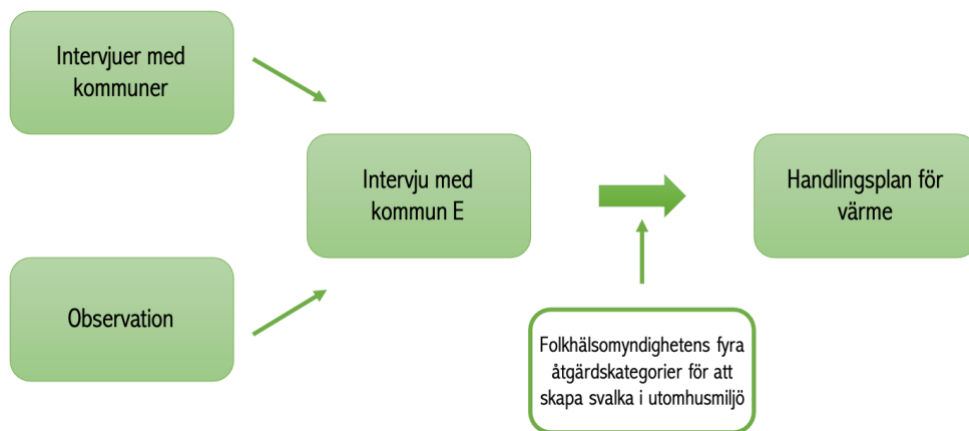 Intervjuer med
kommuner
Observation
Intervju med
kommun E
Folkhälsomyndighetens fyra
åtgärdskategorier för att
skapa svalka i utomhusmiljö
Handlingsplan för
värme